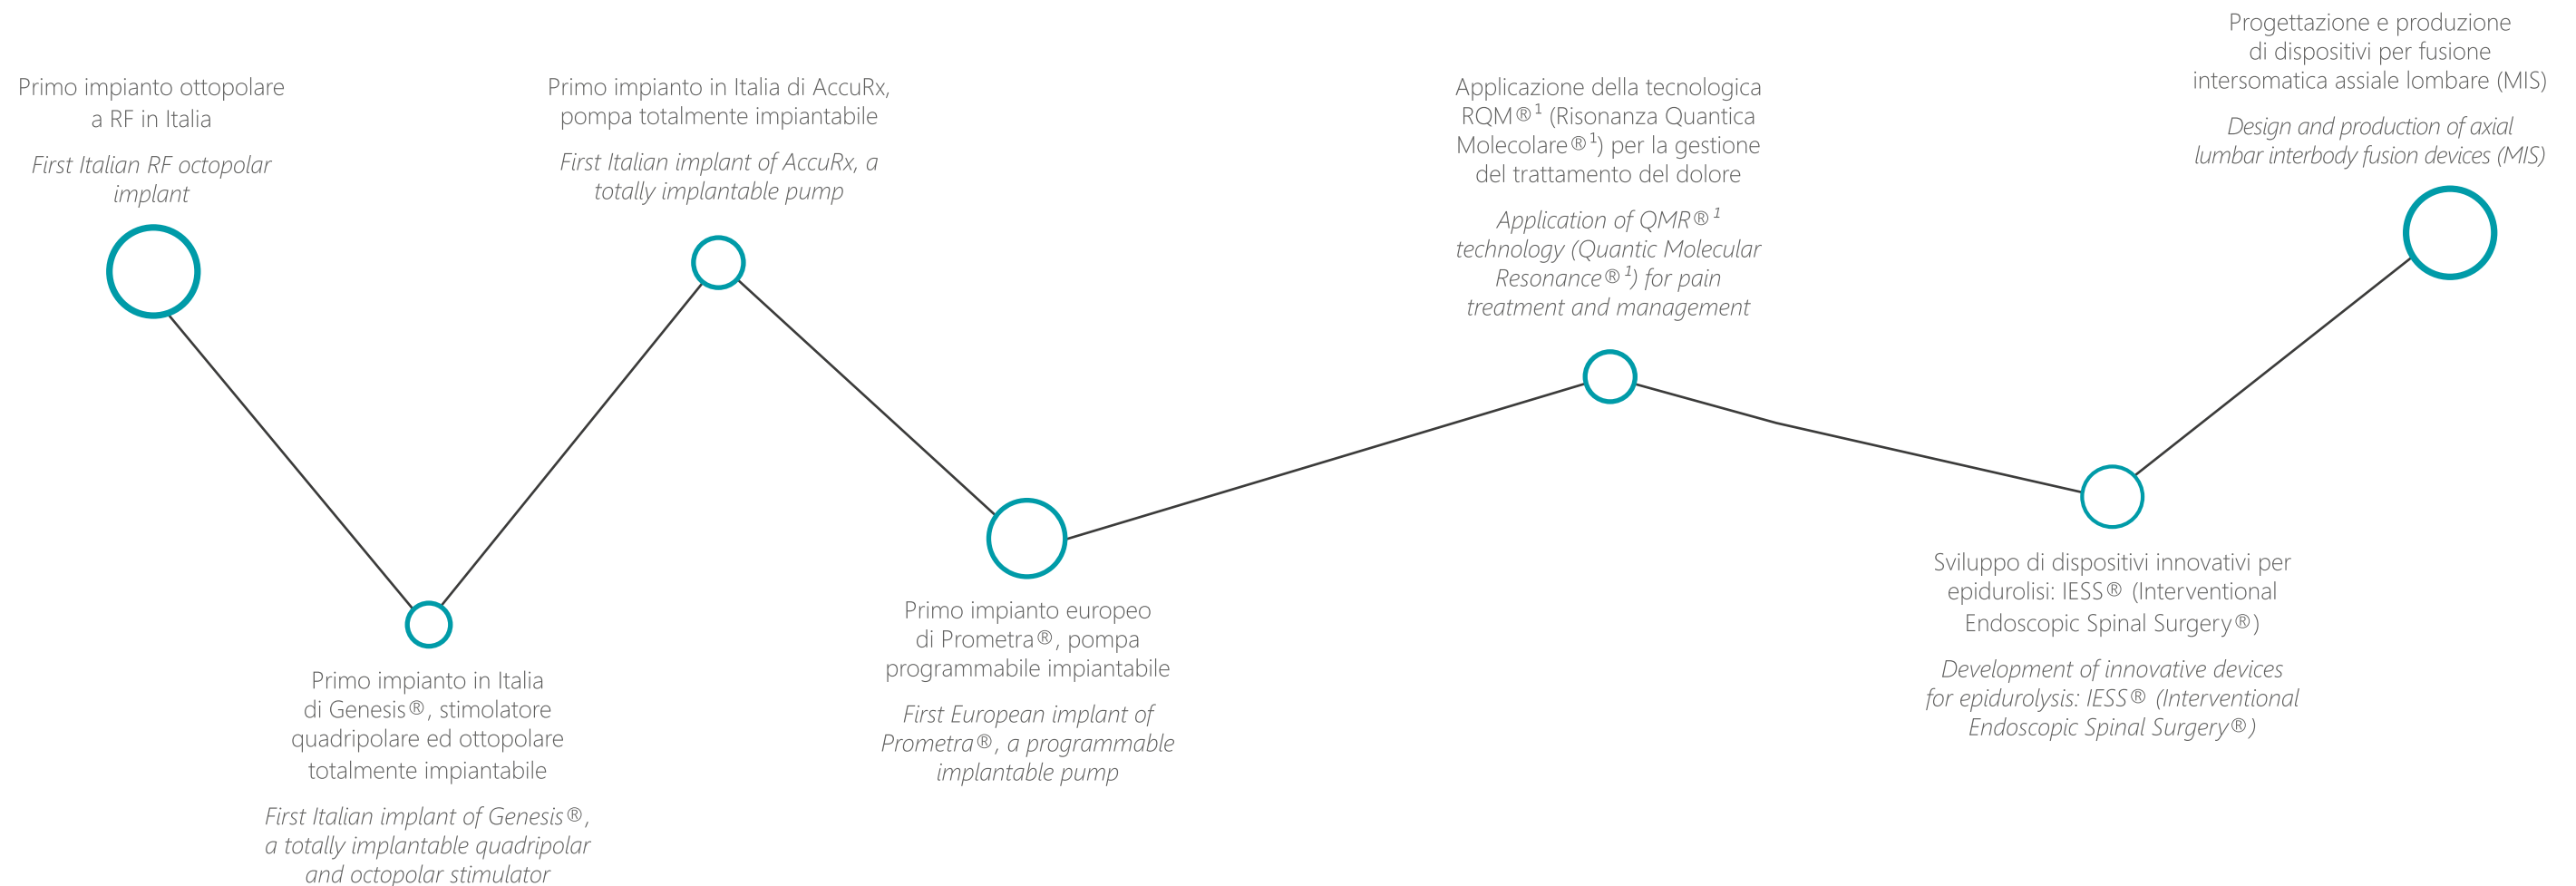 Primo impianto ottopolare
a RF in Italia
First Italian RF octopolar
implant
Primo impianto in Italia
di Genesis®, stimolatore
quadripolare ed ottopolare
totalmente impiantabile
First Italian implant of Genesis®,
a totally implantable quadripolar
and octopolar stimulator
Primo impianto in Italia di AccuRx,
pompa totalmente impiantabile
First Italian implant of AccuRx, a
totally implantable pump
Primo impianto europeo
di Prometra®, pompa
programmabile impiantabile
First European implant of
Prometra®, a programmable
implantable pump
Applicazione della tecnologica
RQM®¹ (Risonanza Quantica
Molecolare®¹) per la gestione
del trattamento del dolore
Application of QMR®¹
technology (Quantic Molecular
Resonance®¹) for pain
treatment and management
Sviluppo di dispositivi innovativi per
epidurolisi: IESS® (Interventional
Endoscopic Spinal Surgery®)
Development of innovative devices
for epidurolysis: IESS® (Interventional
Endoscopic Spinal Surgery®)
Progettazione e produzione
di dispositivi per fusione
intersomatica assiale lombare (MIS)
Design and production of axial
lumbar interbody fusion devices (MIS)